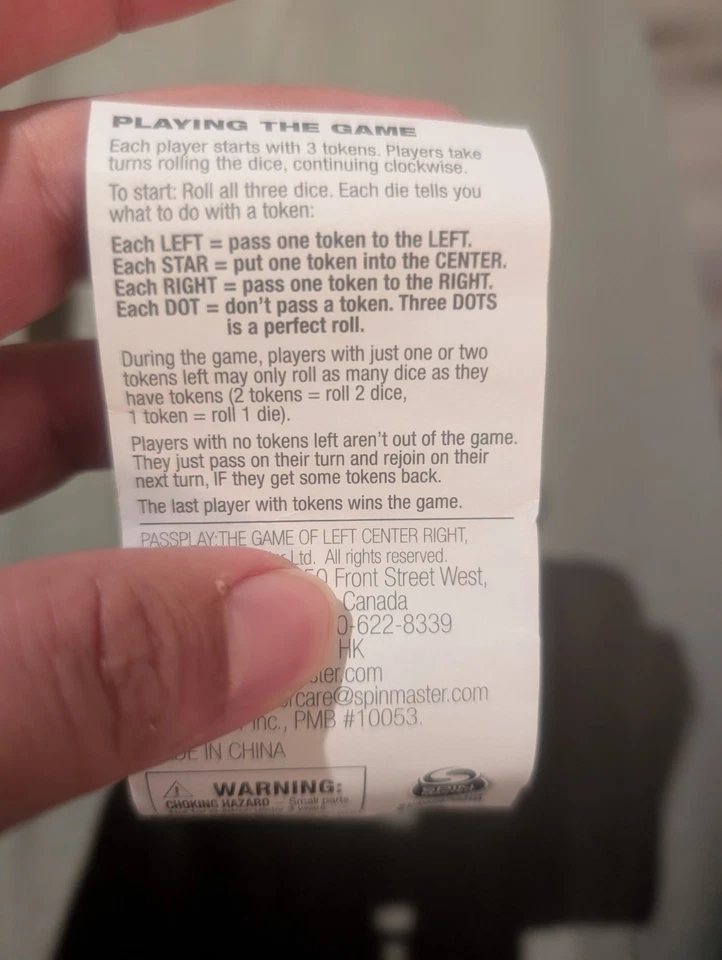 PLAYING THE GAME
Each player starts with 3 tokens. Players take
turns rolling the dice, continuing clockwise.
To start: Roll all three dice. Each die tells you
what to do with a token:
Each LEFT = pass one token to the LEFT.
Each STAR = put one token into the CENTER.
Each RIGHT = pass one token to the RIGHT.
Each DOT = don't pass a token. Three DOTS
is a perfect roll.
During the game, players with just one or two
tokens left may only roll as many dice as they
have tokens (2 tokens = roll 2 dice,
1 token = roll 1 die).
Players with no tokens left aren't out of the game.
They just pass on their turn and rejoin on their
next turn, IF they get some tokens back.
The last player with tokens wins the game.
PASSPLAY:THE GAME OF LEFT CENTER RIGHT,
Ltd. All rights reserved.
Front Street West,
Canada
0-622-8339
HK
.com
care@spinmaster.com
Inc., PMB #10053.
IN CHINA
WARNING:
CHOKING HAZARD – Small parts
SPIN